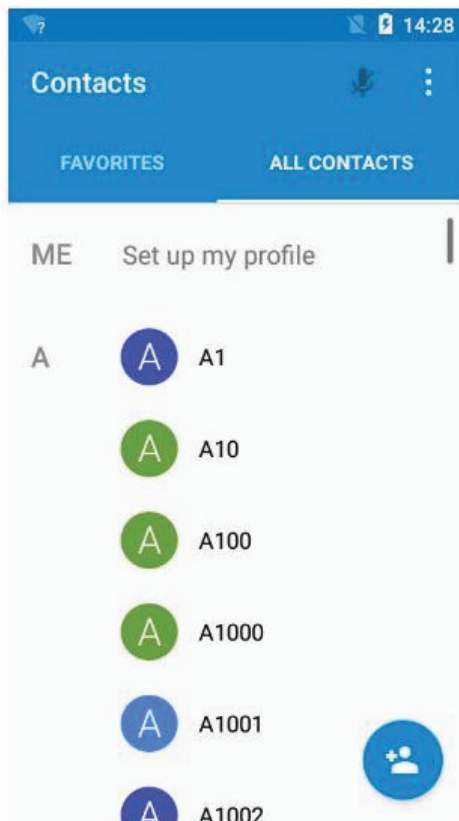 ? 14:28
Contacts
FAVORITES ALL CONTACTS
ME Set up my profile
A A A1
A A10
A A100
A A1000
A A1001
A A1002